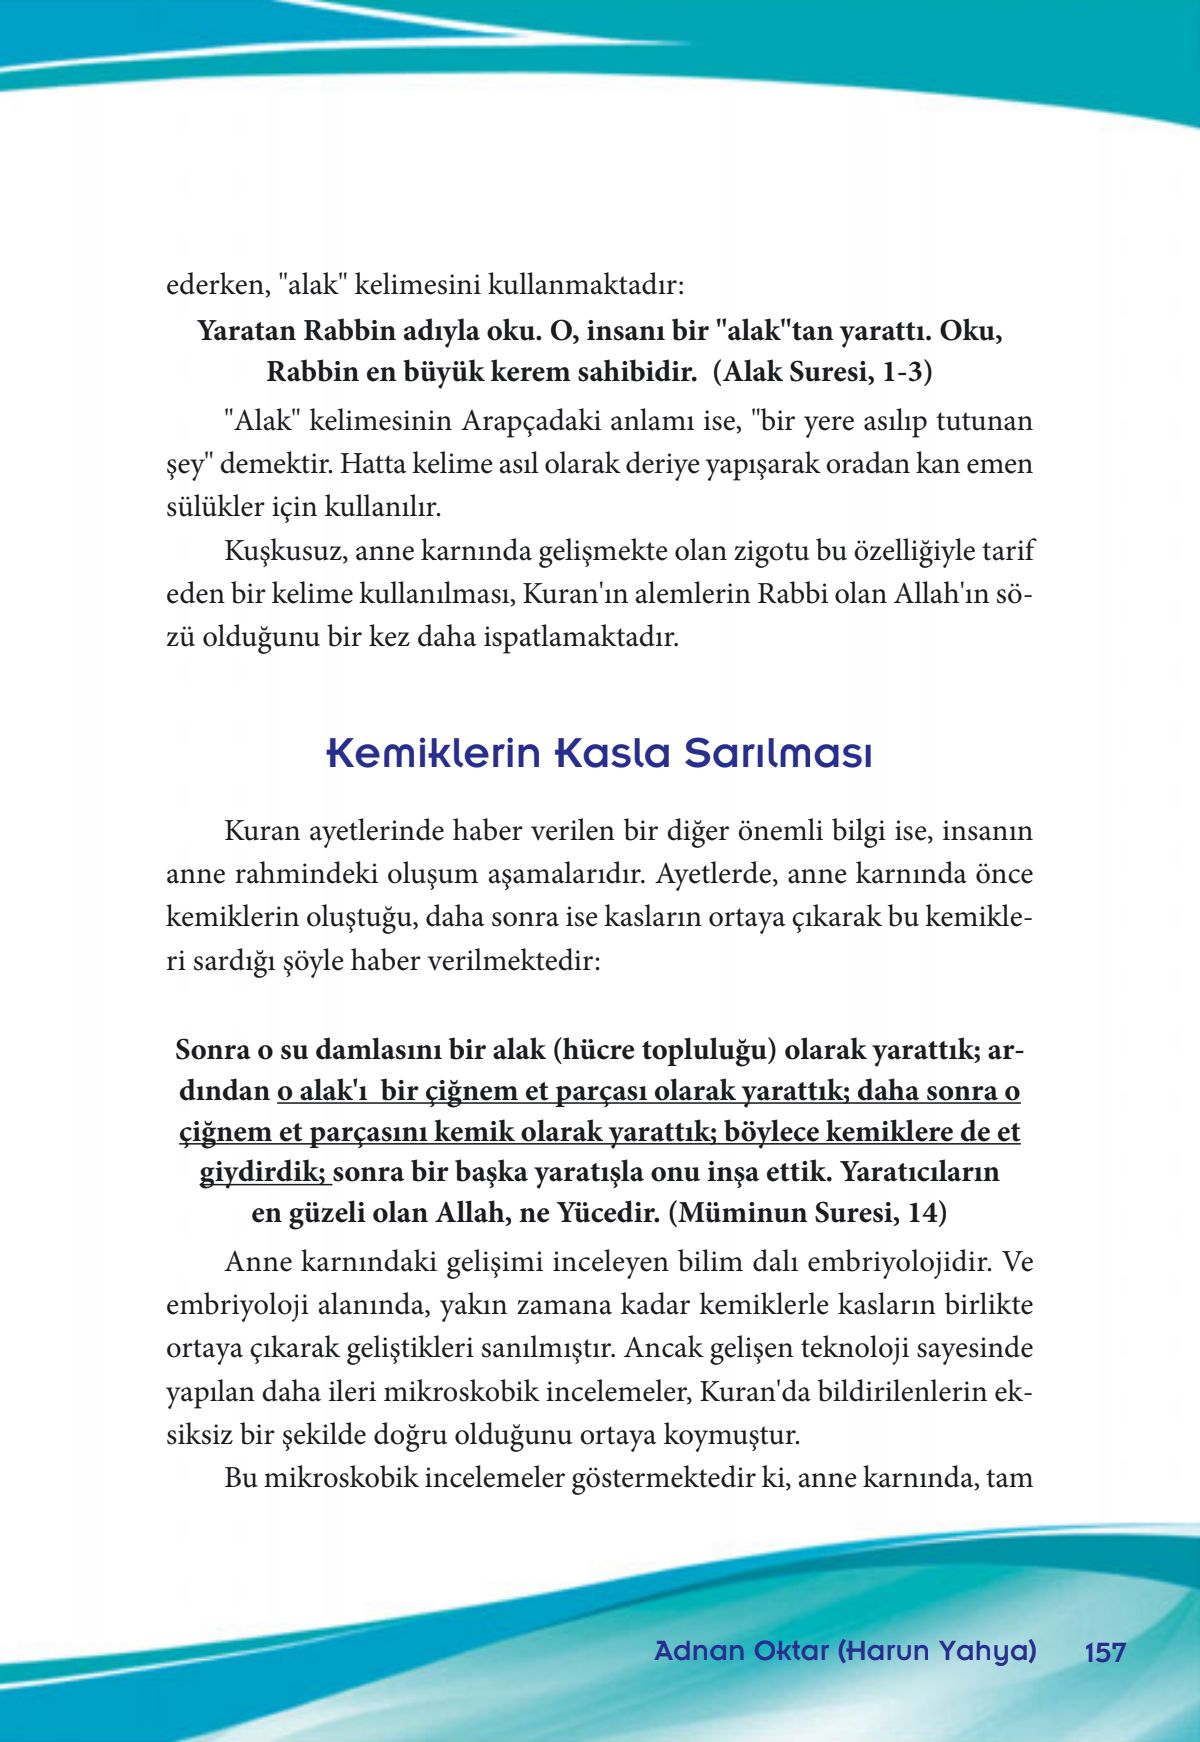 ederken, "alak" kelimesini kullanmaktadır:
Yaratan Rabbin adıyla oku. O, insanı bir "alak"tan yarattı. Oku,
Rabbin en büyük kerem sahibidir.  (Alak Suresi, 1-3)
"Alak" kelimesinin Arapçadaki anlamı ise, "bir yere asılıp tutunan
şey" demektir. Hatta kelime asıl olarak deriye yapışarak oradan kan emen
sülükler için kullanılır.
Kuşkusuz, anne karnında gelişmekte olan zigotu bu özelliğiyle tarif
eden bir kelime kullanılması, Kuran'ın alemlerin Rabbi olan Allah'ın sö-
zü olduğunu bir kez daha ispatlamaktadır.
Kemiklerin Kasla Sarılması
Kuran ayetlerinde haber verilen bir diğer önemli bilgi ise, insanın
anne rahmindeki oluşum aşamalarıdır. Ayetlerde, anne karnında önce
kemiklerin oluştuğu, daha sonra ise kasların ortaya çıkarak bu kemikle-
ri sardığı şöyle haber verilmektedir:
Sonra o su damlasını bir alak (hücre topluluğu) olarak yarattık; ar-
dından o alak'ı  bir çiğnem et parçası olarak yarattık; daha sonra o
çiğnem et parçasını kemik olarak yarattık; böylece kemiklere de et
giydirdik; sonra bir başka yaratışla onu inşa ettik. Yaratıcıların
en güzeli olan Allah, ne Yücedir. (Müminun Suresi, 14)
Anne karnındaki gelişimi inceleyen bilim dalı embriyolojidir. Ve
embriyoloji alanında, yakın zamana kadar kemiklerle kasların birlikte
ortaya çıkarak geliştikleri sanılmıştır. Ancak gelişen teknoloji sayesinde
yapılan daha ileri mikroskobik incelemeler, Kuran'da bildirilenlerin ek-
siksiz bir şekilde doğru olduğunu ortaya koymuştur.
Bu mikroskobik incelemeler göstermektedir ki, anne karnında, tam
Adnan Oktar (Harun Yahya) 157